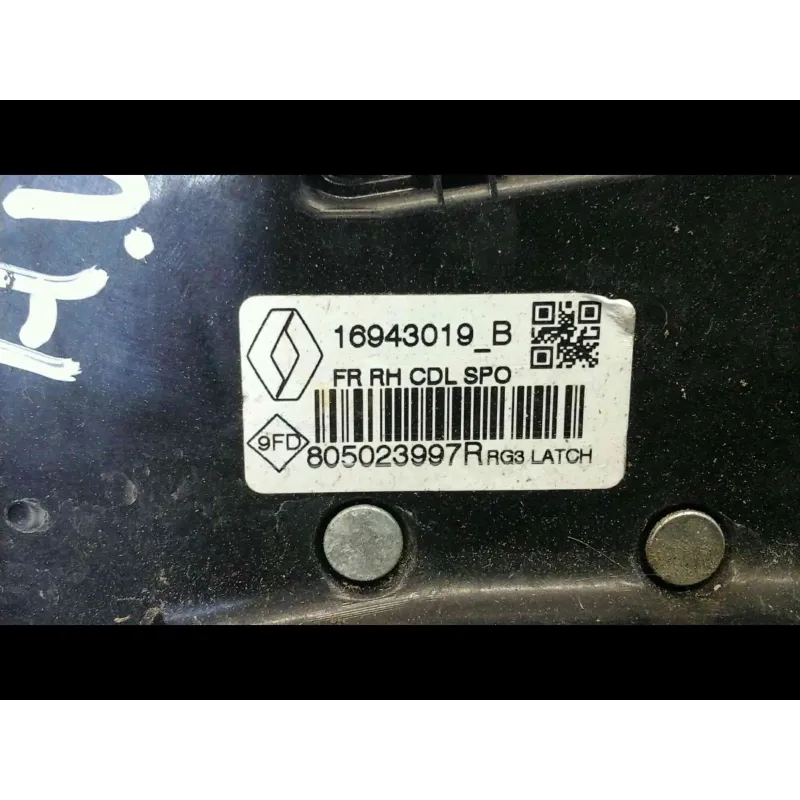 16943019_B
FR RH CDL SPO
9FD
805023997R RG3 LATCH